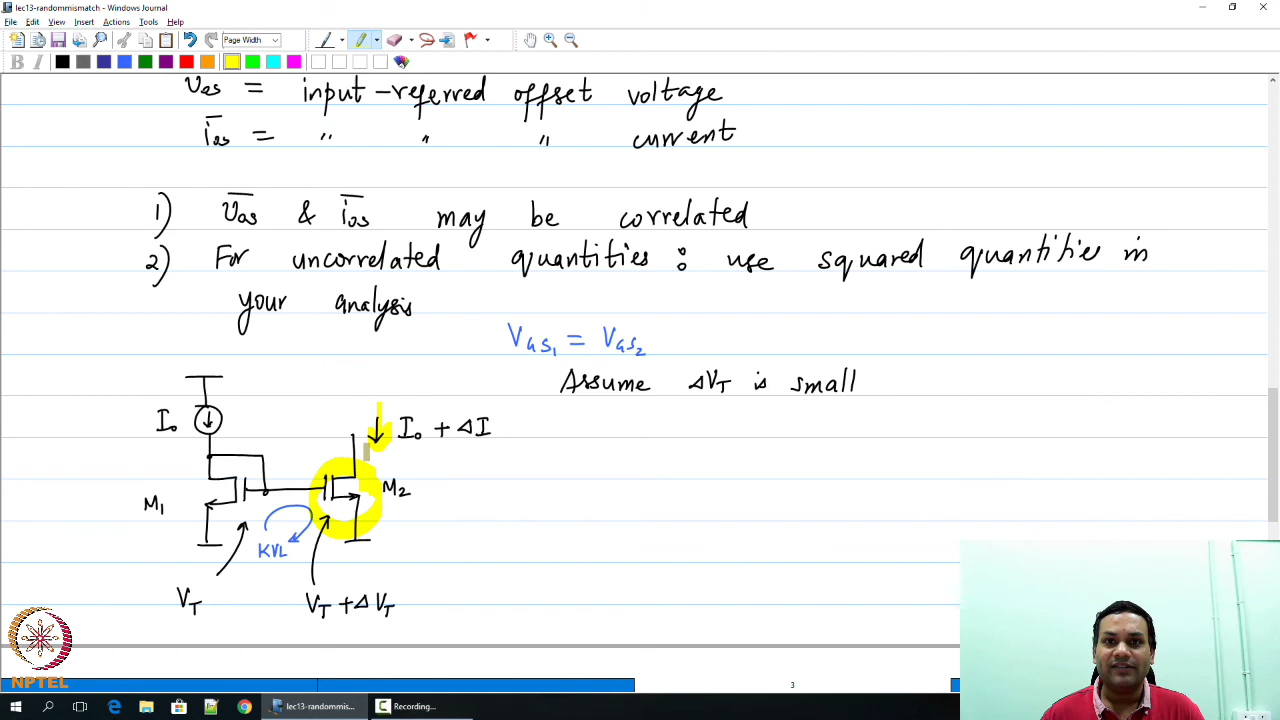 lec13-randommismatch - Windows Journal
File Edit View Insert Actions Tools Help
Page Width
B I
vos = input-referred offset voltage
ios = " " " current
1) vos & ios may be correlated
2) For uncorrelated quantities : use squared quantities in
your analysis
VGS1 = VGS2
Assume ΔVT is small
I0
I0 + ΔI
M1
M2
KVL
VT
VT + ΔVT
NPTEL
3
lec13-randommis...
Recording...